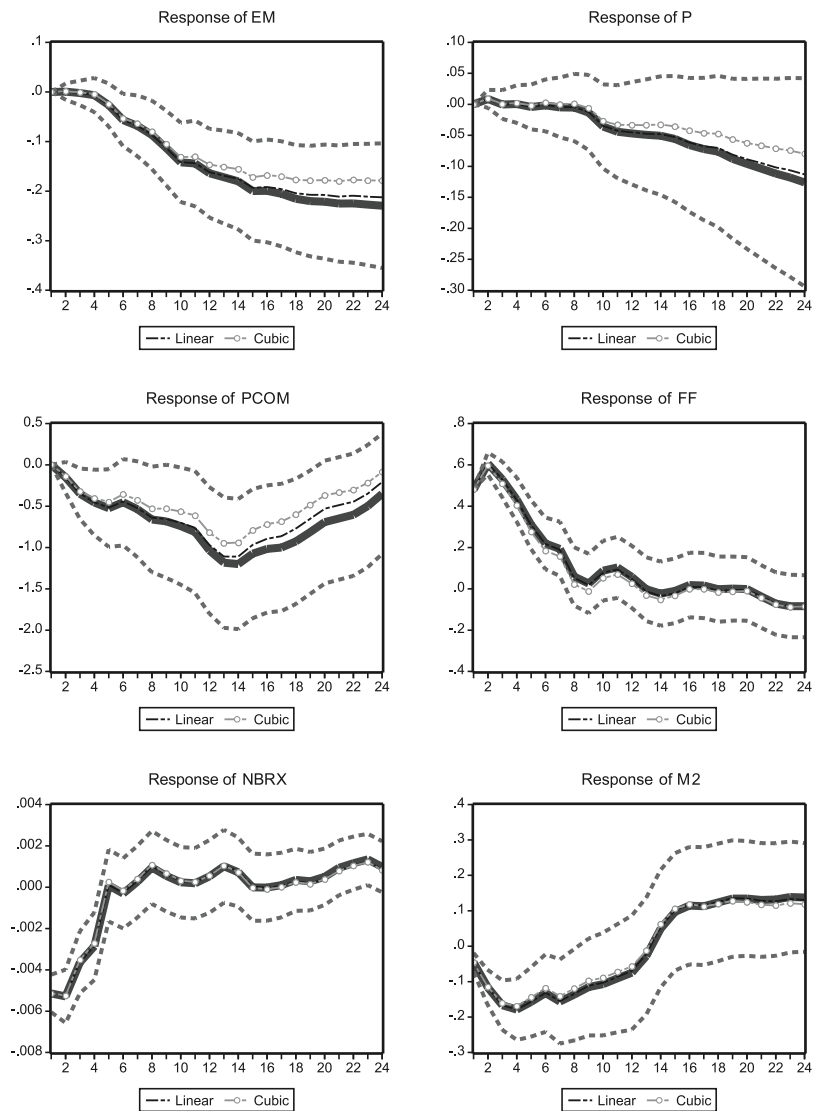 Response of EM
.1
.0
-.1
-.2
-.3
-.4
2 4 6 8 10 12 14 16 18 20 22 24
Linear Cubic
Response of P
.10
.05
.00
-.05
-.10
-.15
-.20
-.25
-.30
2 4 6 8 10 12 14 16 18 20 22 24
Linear Cubic
Response of PCOM
0.5
0.0
-0.5
-1.0
-1.5
-2.0
-2.5
2 4 6 8 10 12 14 16 18 20 22 24
Linear Cubic
Response of FF
.8
.6
.4
.2
.0
-.2
-.4
2 4 6 8 10 12 14 16 18 20 22 24
Linear Cubic
Response of NBRX
.004
.002
.000
-.002
-.004
-.006
-.008
2 4 6 8 10 12 14 16 18 20 22 24
Linear Cubic
Response of M2
.4
.3
.2
.1
.0
-.1
-.2
-.3
2 4 6 8 10 12 14 16 18 20 22 24
Linear Cubic